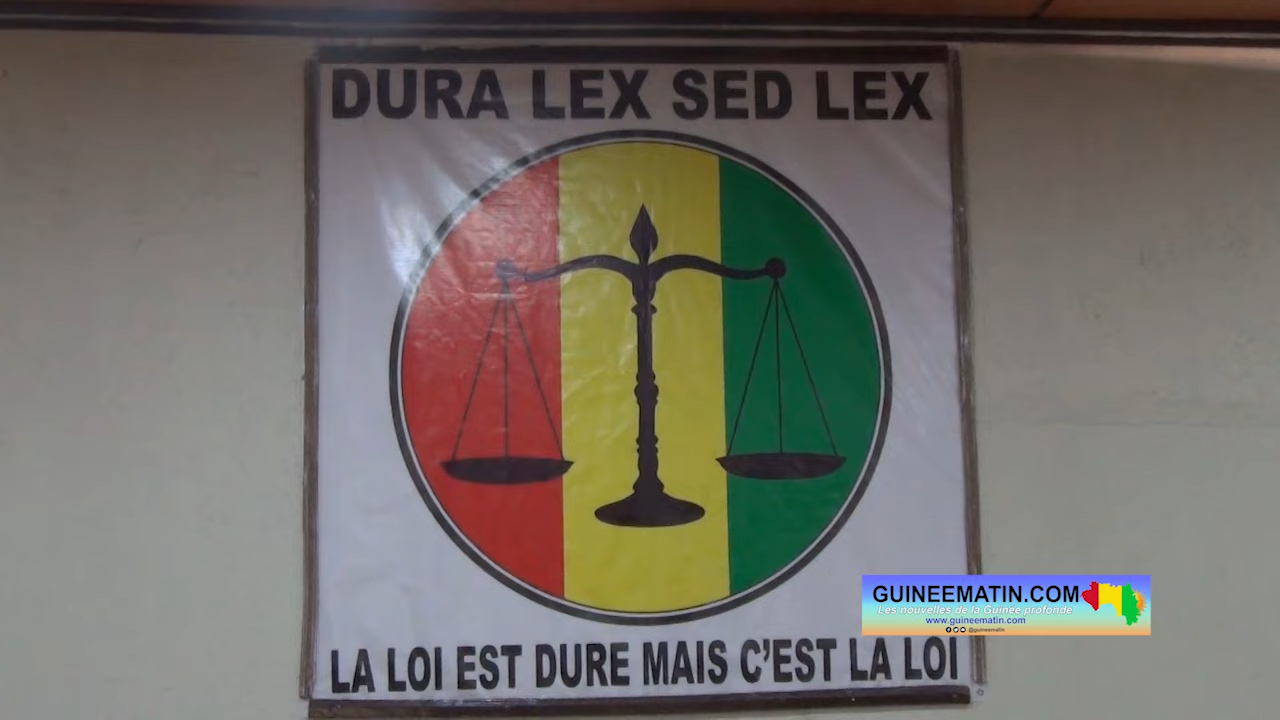 DURA LEX SED LEX
GUINEEMATIN.COM
Les nouvelles de la Guinée profonde
www.guineematin.com
@guineematin
LA LOI EST DURE MAIS C'EST LA LOI